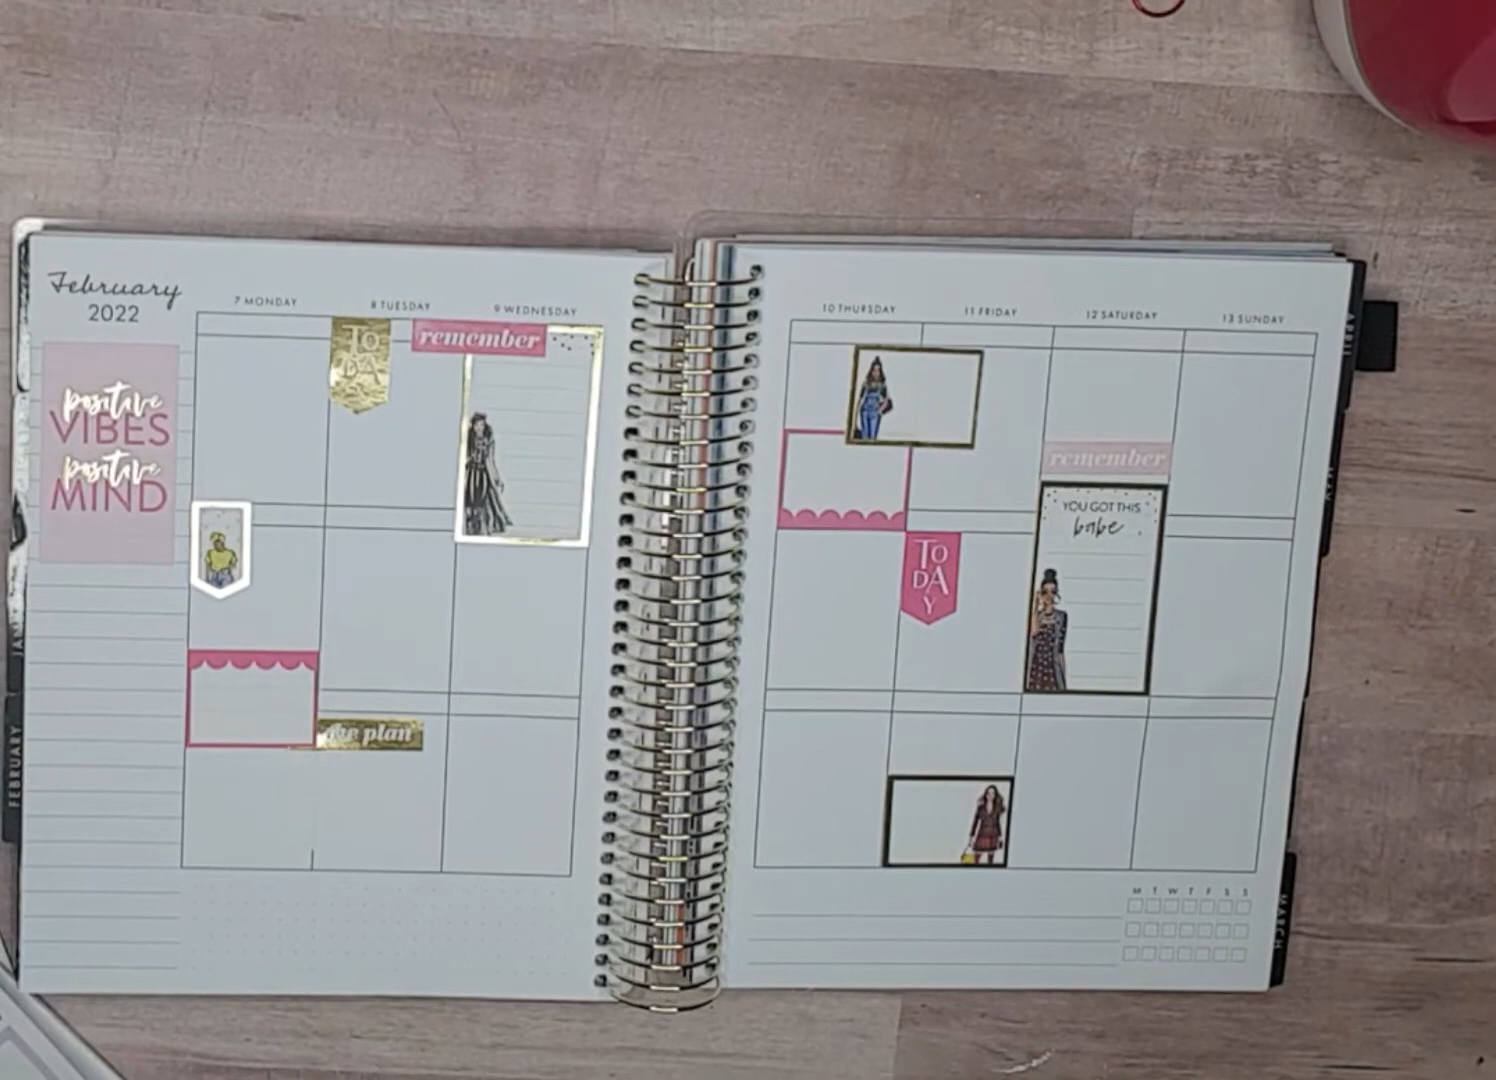 February
2022
7 MONDAY
8 TUESDAY
9 WEDNESDAY
10 THURSDAY
11 FRIDAY
12 SATURDAY
13 SUNDAY
positive
VIBES
positive
MIND
TO
DA
remember
remember
YOU GOT THIS
babe
TO
DA
Y
the plan
M T W T F S S
FEBRUARY
MARCH
APRIL